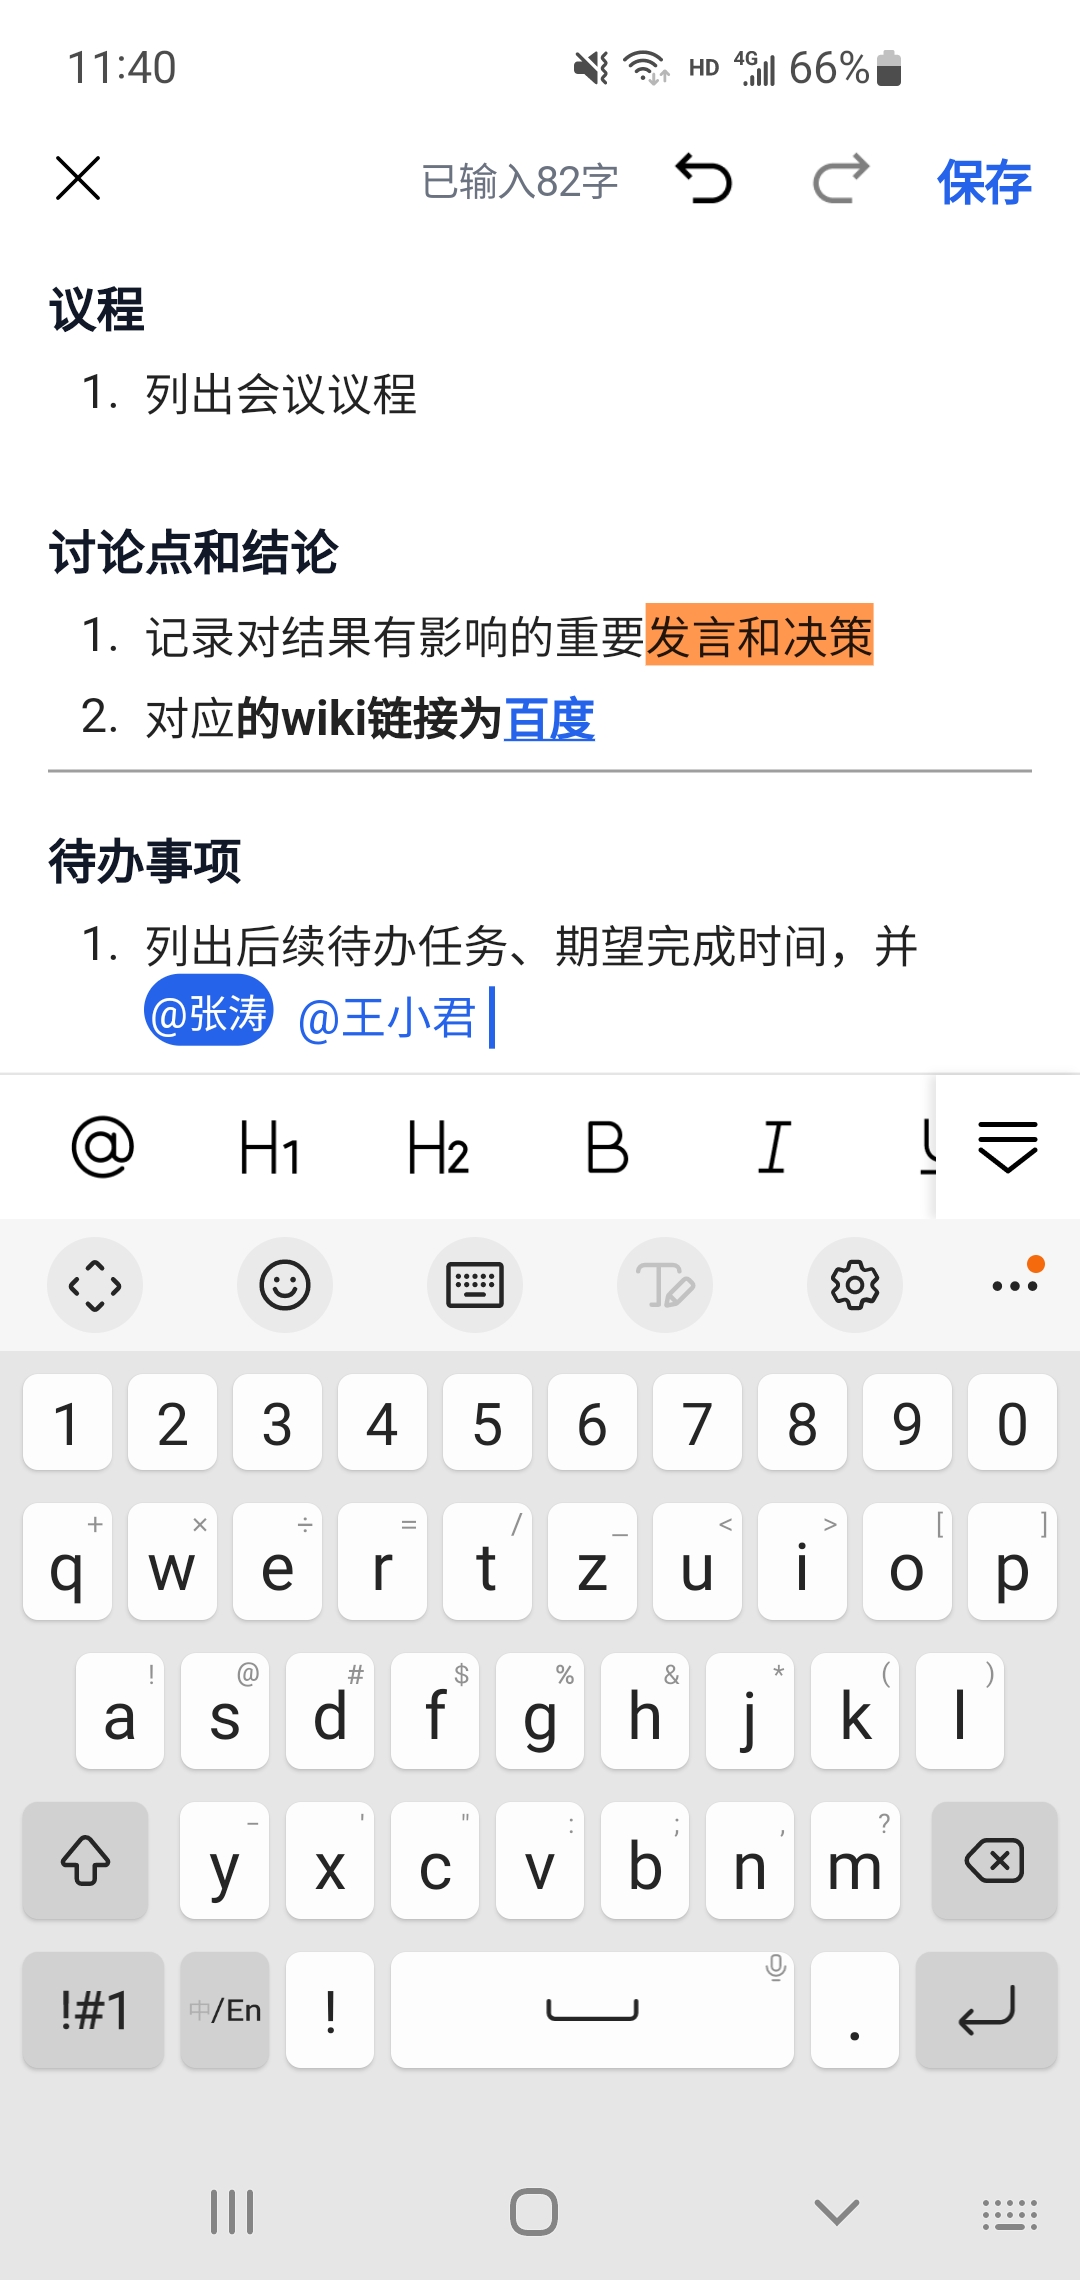 11:40 HD 4G 66%
已输入82字 保存
议程
1. 列出会议议程
讨论点和结论
1. 记录对结果有影响的重要发言和决策
2. 对应的wiki链接为百度
待办事项
1. 列出后续待办任务、期望完成时间，并
@张涛 @王小君
@ H1 H2 B I U
T
1 2 3 4 5 6 7 8 9 0
+ × ÷ = / _ < > [ ]
q w e r t z u i o p
! @ # $ % & * ( )
a s d f g h j k l
- ' " : ; , ?
y x c v b n m
!#1 中/En ! .